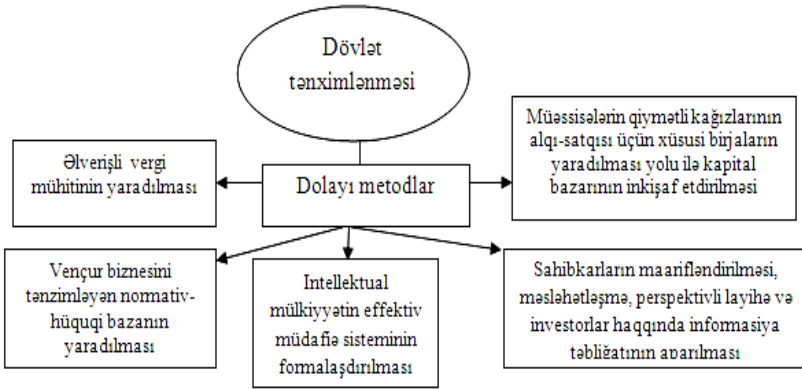 Dövlət
tənximlənməsi
Müəssisələrin qiymətli kağızlarının
alqı-satqısı üçün xüsusi birjaların
yaradılması yolu ilə kapital
bazarının inkişaf etdirilməsi
Əlverişli vergi
mühitinin yaradılması
Dolayı metodlar
Vençur biznesini
tənzimləyən normativ-
hüquqi bazanın
yaradılması
Intellektual
mülkiyyətin effektiv
müdafiə sisteminin
formalaşdırılması
Sahibkarların maarifləndirilməsi,
məsləhətləşmə, perspektivli layihə və
investorlar haqqında informasiya
təbliğatının aparılması